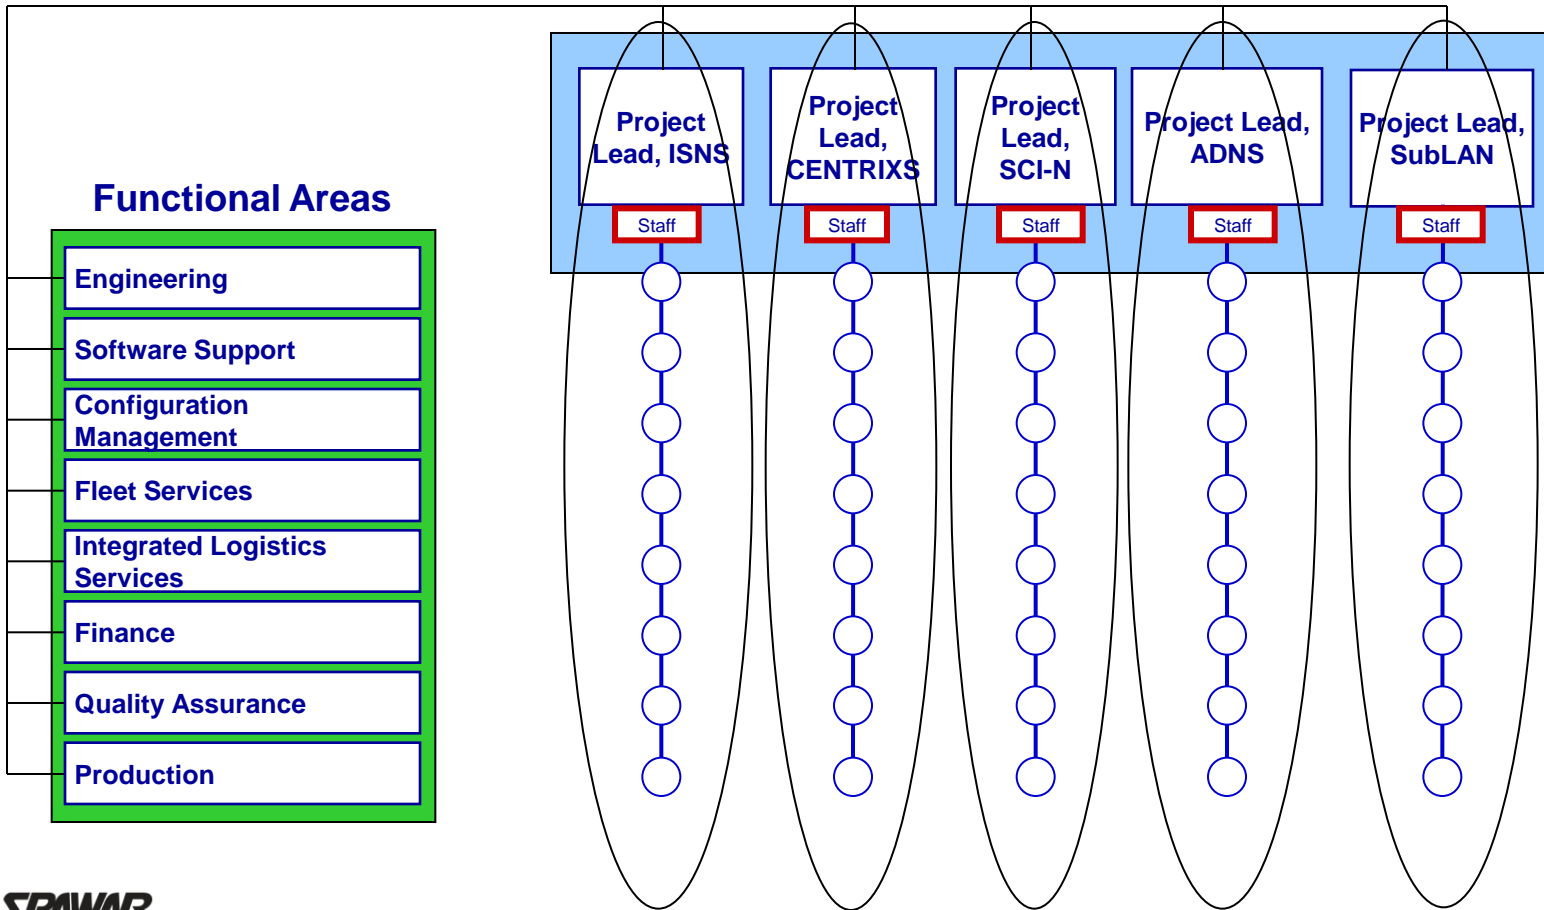 Project
Lead, ISNS
Project
Lead,
CENTRIXS
Project
Lead,
SCI-N
Project Lead,
ADNS
Project Lead,
SubLAN
Staff
Staff
Staff
Staff
Staff
Functional Areas
Engineering
Software Support
Configuration
Management
Fleet Services
Integrated Logistics
Services
Finance
Quality Assurance
Production
SPAWAR